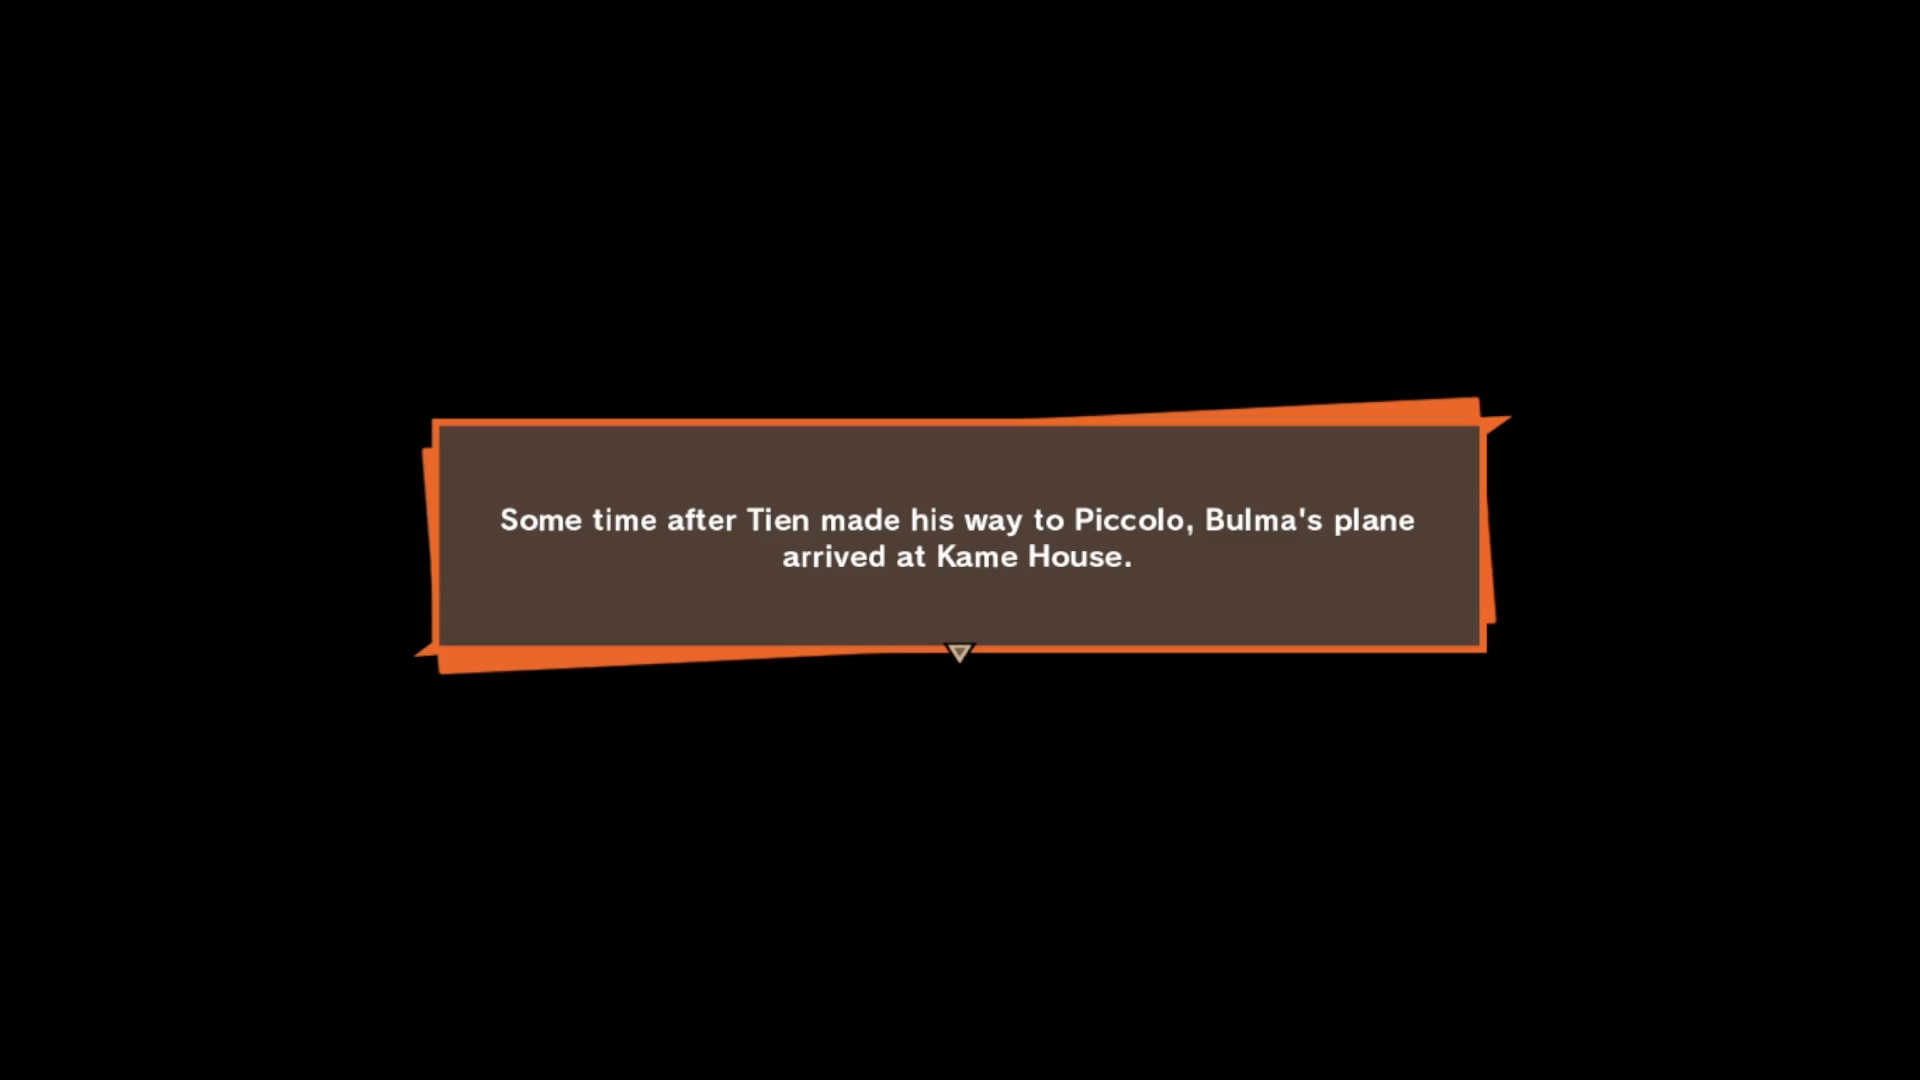 Some time after Tien made his way to Piccolo, Bulma's plane
arrived at Kame House.